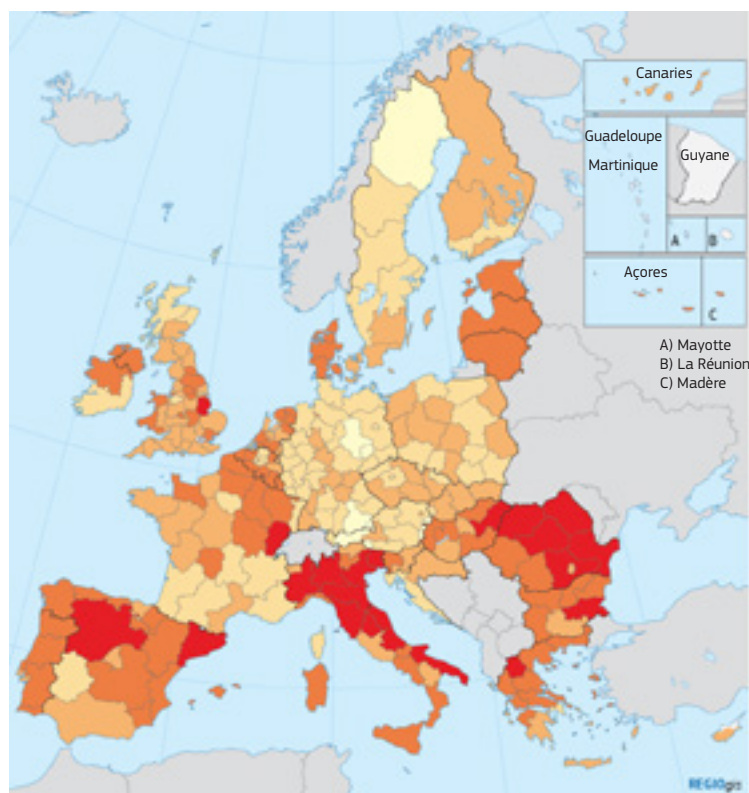 Canaries
Guadeloupe
Martinique
Guyane
A
B
Açores
C
A) Mayotte
B) La Réunion
C) Madère
REGIOgis